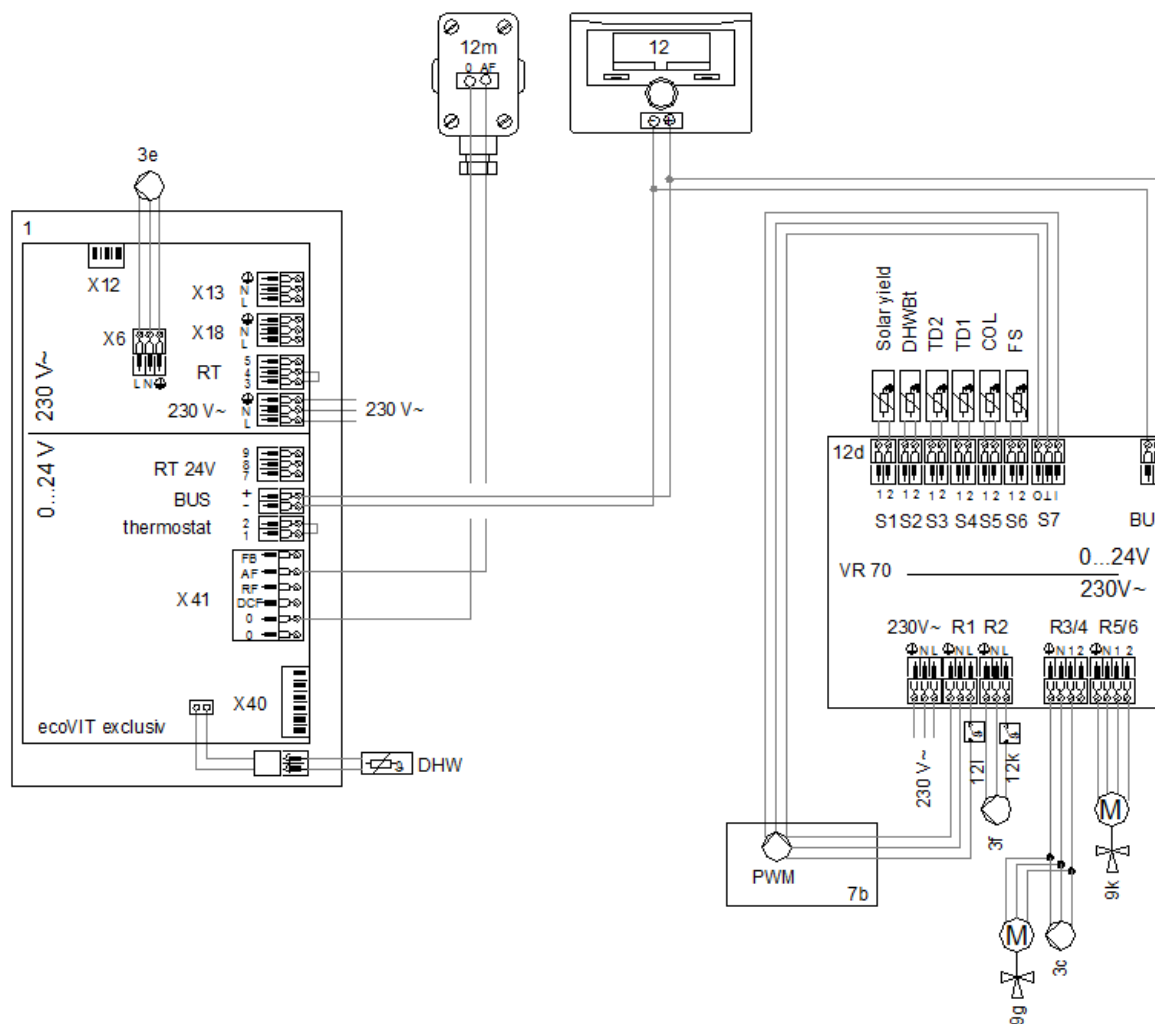 12m
0 AF
12
3e
1
X12
X13
N
L
X18
N
L
X6
L N
RT
5
4
3
230 V~
N
L
230 V~
230 V~
0...24 V
RT 24V
9
8
7
BUS
+
-
thermostat
2
1
X41
FB
AF
RF
DCF
0
0
X40
ecoVIT exclusiv
DHW
Solar yield
DHWBt
TD2
TD1
COL
FS
12d
1 2
1 2
1 2
1 2
1 2
1 2
O T I
S1 S2 S3 S4 S5 S6 S7
BU
VR 70
0...24V
230V~
230V~ R1 R2 R3/4 R5/6
N L
N L
N L
N 1 2
N 1 2
230 V~
12l
12k
3f
PWM
7b
M
9k
M
3c
9g